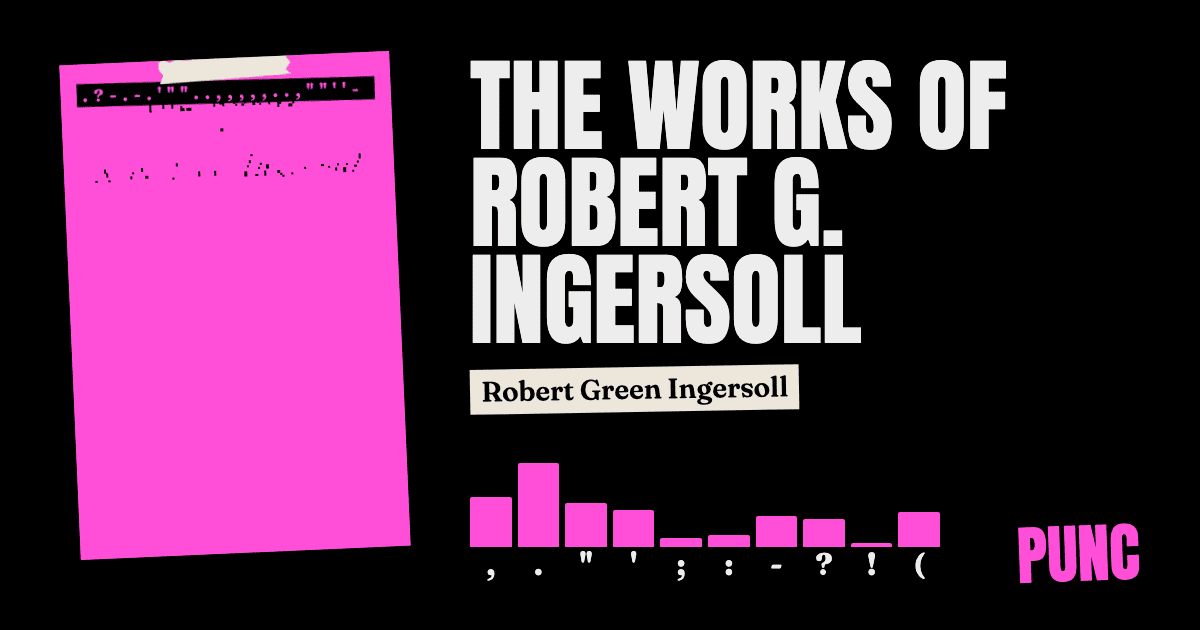 .?-.-.'""..,,,,,..,""''-
THE WORKS OF
ROBERT G.
INGERSOLL
Robert Green Ingersoll
, . " ' ; : - ? ! (
PUNC